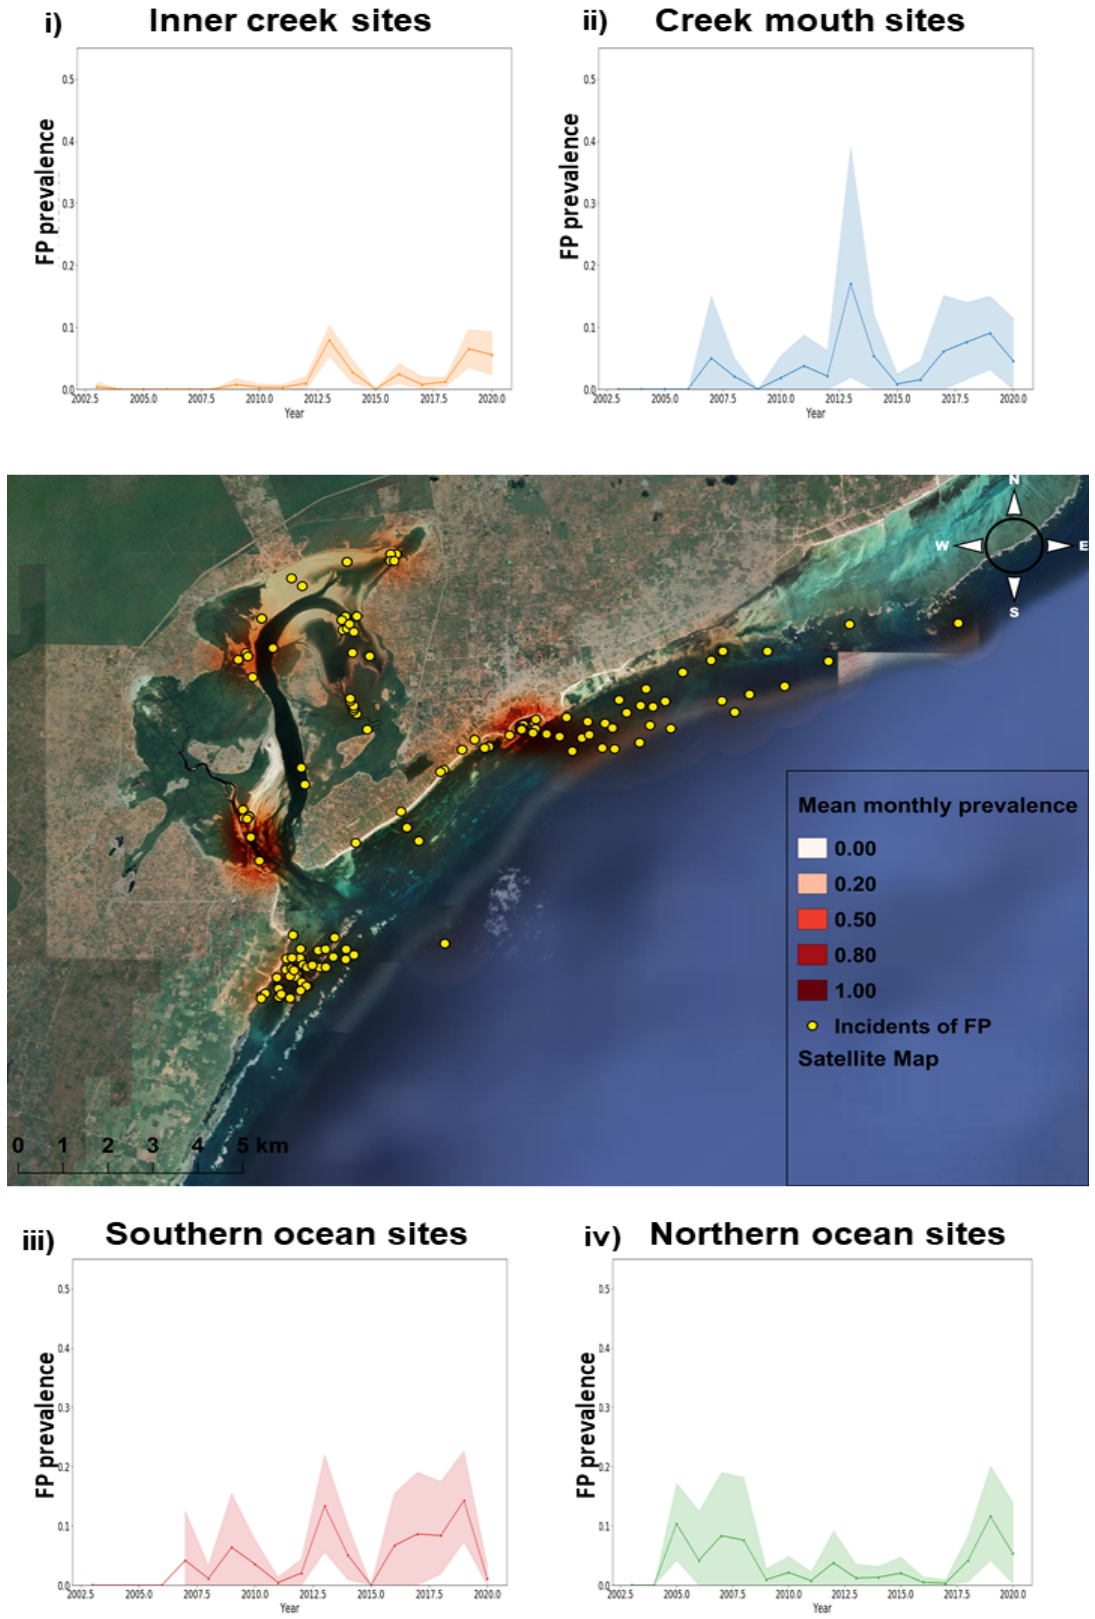 i) Inner creek sites
ii) Creek mouth sites
FP prevalence
0.5
0.4
0.3
0.2
0.1
0.0
2002.5 2005.0 2007.5 2010.0 2012.5 2015.0 2017.5 2020.0
Year
FP prevalence
0.5
0.4
0.3
0.2
0.1
0.0
2002.5 2005.0 2007.5 2010.0 2012.5 2015.0 2017.5 2020.0
Year
N
W E
S
Mean monthly prevalence
0.00
0.20
0.50
0.80
1.00
Incidents of FP
Satellite Map
0 1 2 3 4 5 km
iii) Southern ocean sites
iv) Northern ocean sites
FP prevalence
0.5
0.4
0.3
0.2
0.1
0.0
2002.5 2005.0 2007.5 2010.0 2012.5 2015.0 2017.5 2020.0
Year
FP prevalence
0.5
0.4
0.3
0.2
0.1
0.0
2002.5 2005.0 2007.5 2010.0 2012.5 2015.0 2017.5 2020.0
Year